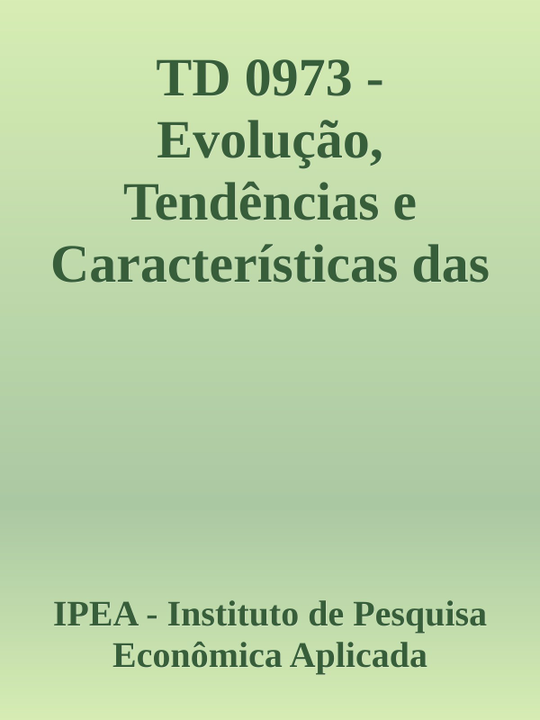 TD 0973 -
Evolução,
Tendências e
Características das
IPEA - Instituto de Pesquisa
Econômica Aplicada